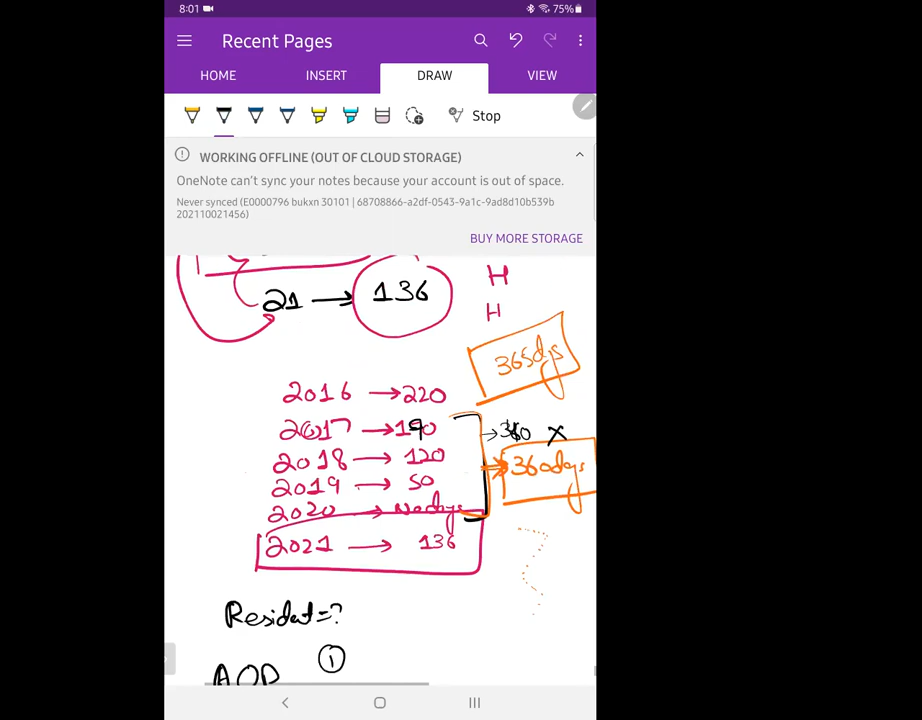 8:01 75%
Recent Pages
HOME INSERT DRAW VIEW
Stop
WORKING OFFLINE (OUT OF CLOUD STORAGE)
OneNote can't sync your notes because your account is out of space.
Never synced (E0000796 bukxn 30101 | 68708866-a2df-0543-9a1c-9ad8d10b539b
202110021456)
BUY MORE STORAGE
21 → 136
H
H
365dys
2016 → 220
2017 → 190
2018 → 120
2019 → 50
2020 → No days
2021 → 136
→ 360 X
360dys
Resident=?
AOP ①